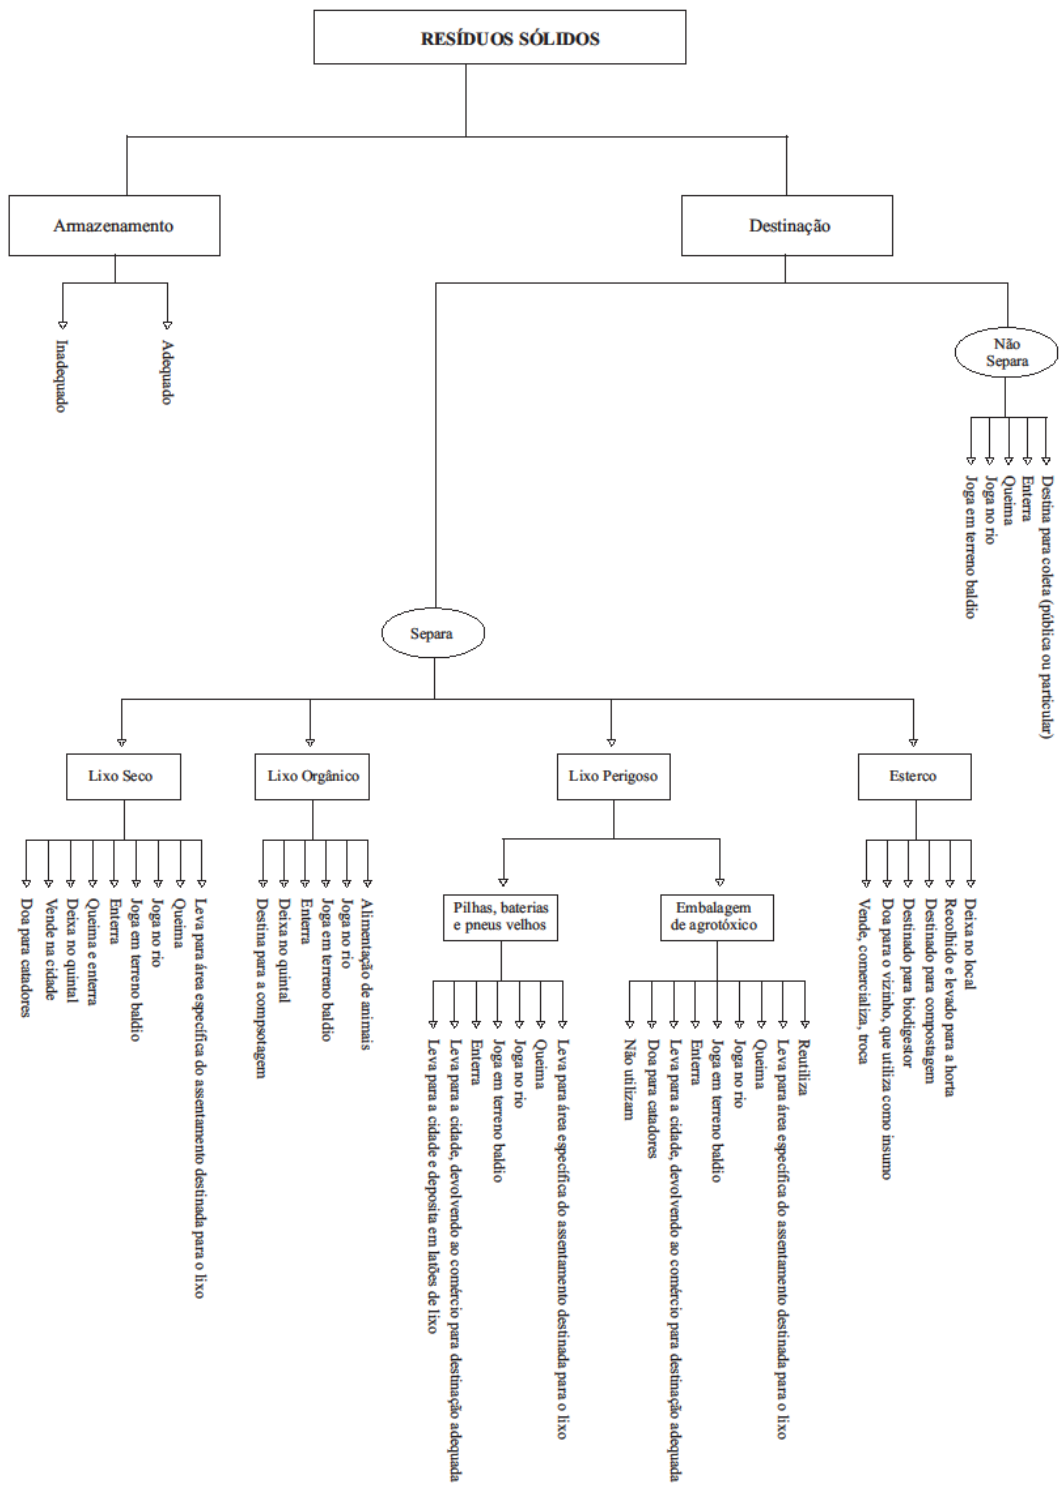 RESÍDUOS SÓLIDOS
Armazenamento
Destinação
Inadequado
Adequado
Não
Separa
Joga em terreno baldio
Joga no rio
Queima
Enterra
Destina para coleta (pública ou particular)
Separa
Lixo Seco
Lixo Orgânico
Lixo Perigoso
Esterco
Doa para catadores
Vende na cidade
Deixa no quintal
Queima e enterra
Enterra
Joga em terreno baldio
Joga no rio
Queima
Leva para área específica do assentamento destinada para o lixo
Destina para a compsotagem
Deixa no quintal
Enterra
Joga em terreno baldio
Joga no rio
Alimentação de animais
Pilhas, baterias
e pneus velhos
Leva para a cidade e deposita em latões de lixo
Leva para a cidade, devolvendo ao comércio para destinação adequada
Enterra
Joga em terreno baldio
Joga no rio
Queima
Leva para área específica do assentamento destinada para o lixo
Embalagem
de agrotóxico
Não utilizam
Doa para catadores
Leva para a cidade, devolvendo ao comércio para destinação adequada
Enterra
Joga em terreno baldio
Joga no rio
Queima
Leva para área específica do assentamento destinada para o lixo
Reutiliza
Vende, comercializa, troca
Doa para o vizinho, que utiliza como insumo
Destinado para biodigestor
Destinado para compostagem
Recolhido e levado para a horta
Deixa no local